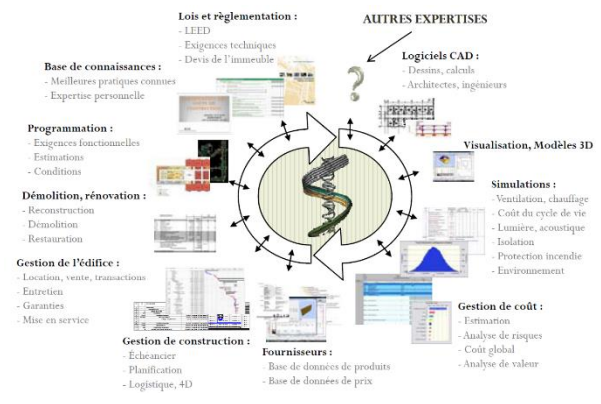 Lois et règlementation :
- LEED
- Exigences techniques
- Devis de l'immeuble
AUTRES EXPERTISES
Logiciels CAD :
- Dessins, calculs
- Architectes, ingénieurs
Base de connaissances :
- Meilleures pratiques connues
- Expertise personnelle
Programmation :
- Exigences fonctionnelles
- Estimations
- Conditions
Visualisation, Modèles 3D
Simulations :
- Ventilation, chauffage
- Coût du cycle de vie
- Lumière, acoustique
- Isolation
- Protection incendie
- Environnement
Démolition, rénovation :
- Reconstruction
- Démolition
- Restauration
Gestion de l'édifice :
- Location, vente, transactions
- Entretien
- Garanties
- Mise en service
Gestion de coût :
- Estimation
- Analyse de risques
- Coût global
- Analyse de valeur
Gestion de construction :
- Échéancier
- Planification
- Logistique, 4D
Fournisseurs :
- Base de données de produits
- Base de données de prix